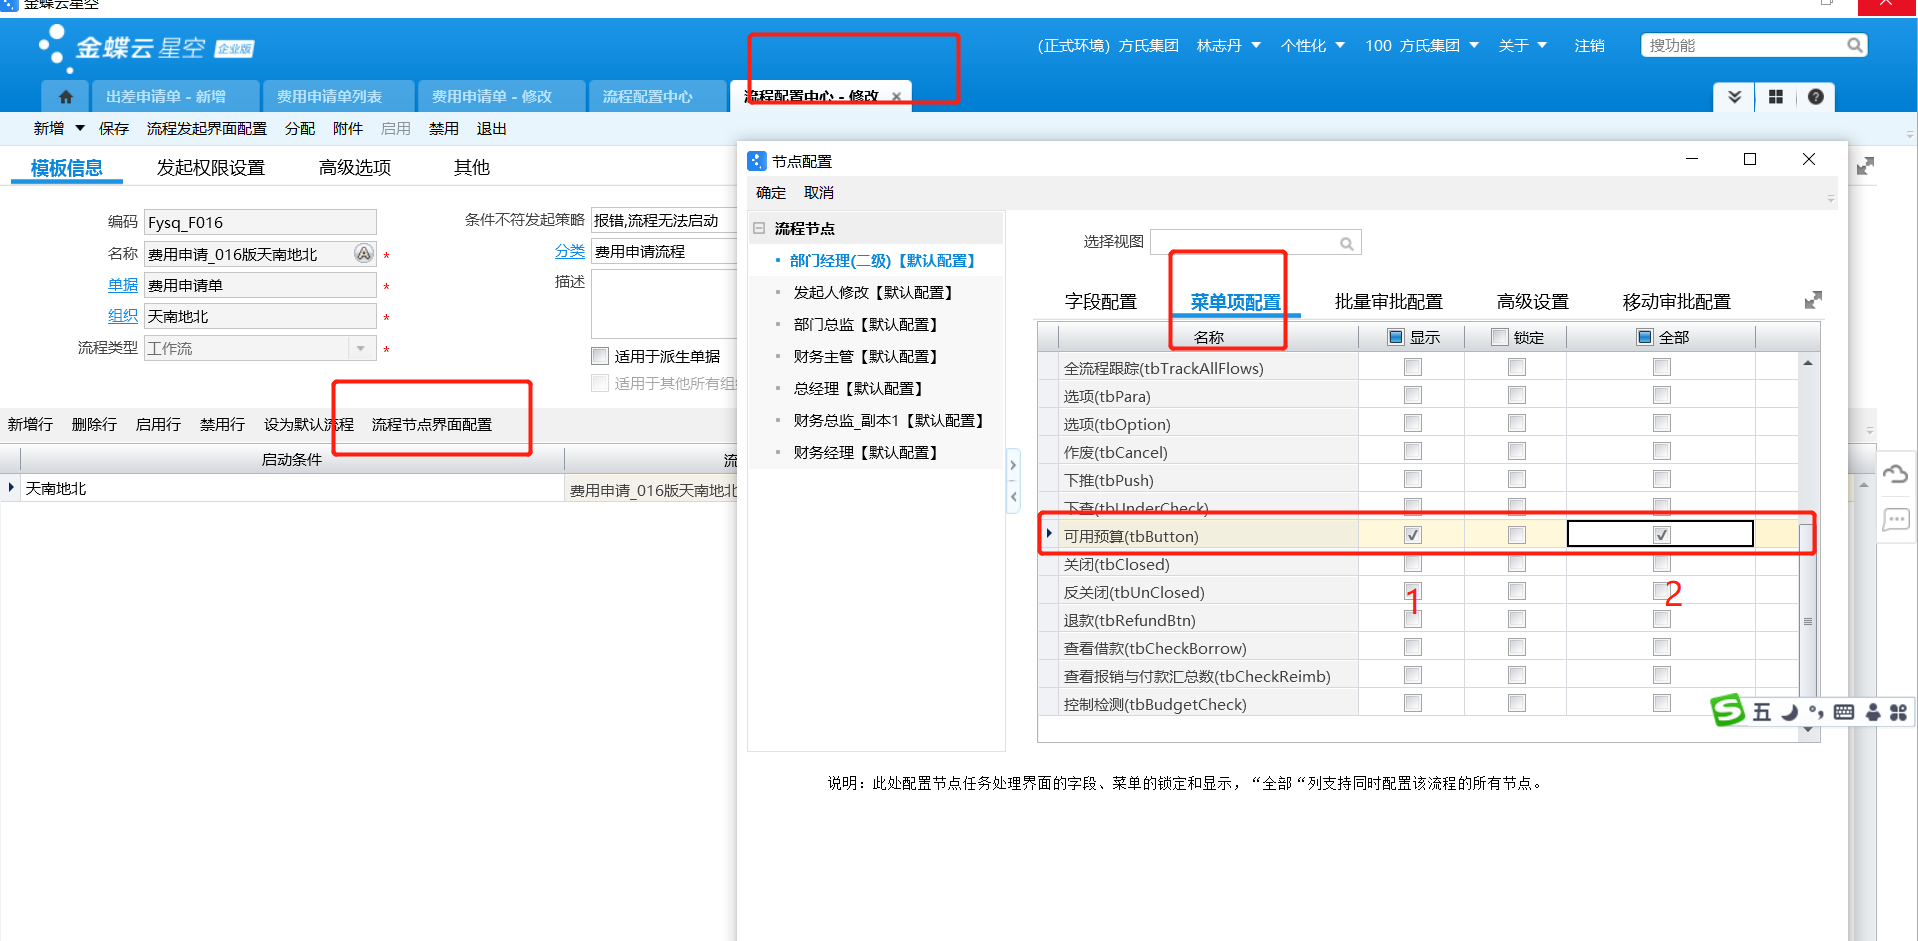 金蝶云星空
金蝶云 星空 企业版
(正式环境) 方氏集团 林志丹 个性化 100 方氏集团 关于 注销 搜功能
出差申请单 - 新增 费用申请单列表 费用申请单 - 修改 流程配置中心 流程配置中心 - 修改
新增 保存 流程发起界面配置 分配 附件 启用 禁用 退出
模板信息 发起权限设置 高级选项 其他
编码 Fysq_F016
名称 费用申请_016版天南地北 *
单据 费用申请单 *
组织 天南地北 *
流程类型 工作流 *
条件不符发起策略 报错,流程无法启动
分类 费用申请流程
描述
适用于派生单据
适用于其他所有组织
新增行 删除行 启用行 禁用行 设为默认流程 流程节点界面配置
启动条件 流
天南地北 费用申请_016版天南地北
节点配置
确定 取消
流程节点
部门经理(二级)【默认配置】
发起人修改【默认配置】
部门总监【默认配置】
财务主管【默认配置】
总经理【默认配置】
财务总监_副本1【默认配置】
财务经理【默认配置】
选择视图
字段配置 菜单项配置 批量审批配置 高级设置 移动审批配置
名称 显示 锁定 全部
全流程跟踪(tbTrackAllFlows)
选项(tbPara)
选项(tbOption)
作废(tbCancel)
下推(tbPush)
下查(tbUnderCheck)
可用预算(tbButton)
关闭(tbClosed)
反关闭(tbUnClosed)
1 2
退款(tbRefundBtn)
查看借款(tbCheckBorrow)
查看报销与付款汇总数(tbCheckReimb)
控制检测(tbBudgetCheck)
五
说明：此处配置节点任务处理界面的字段、菜单的锁定和显示，“全部“列支持同时配置该流程的所有节点。